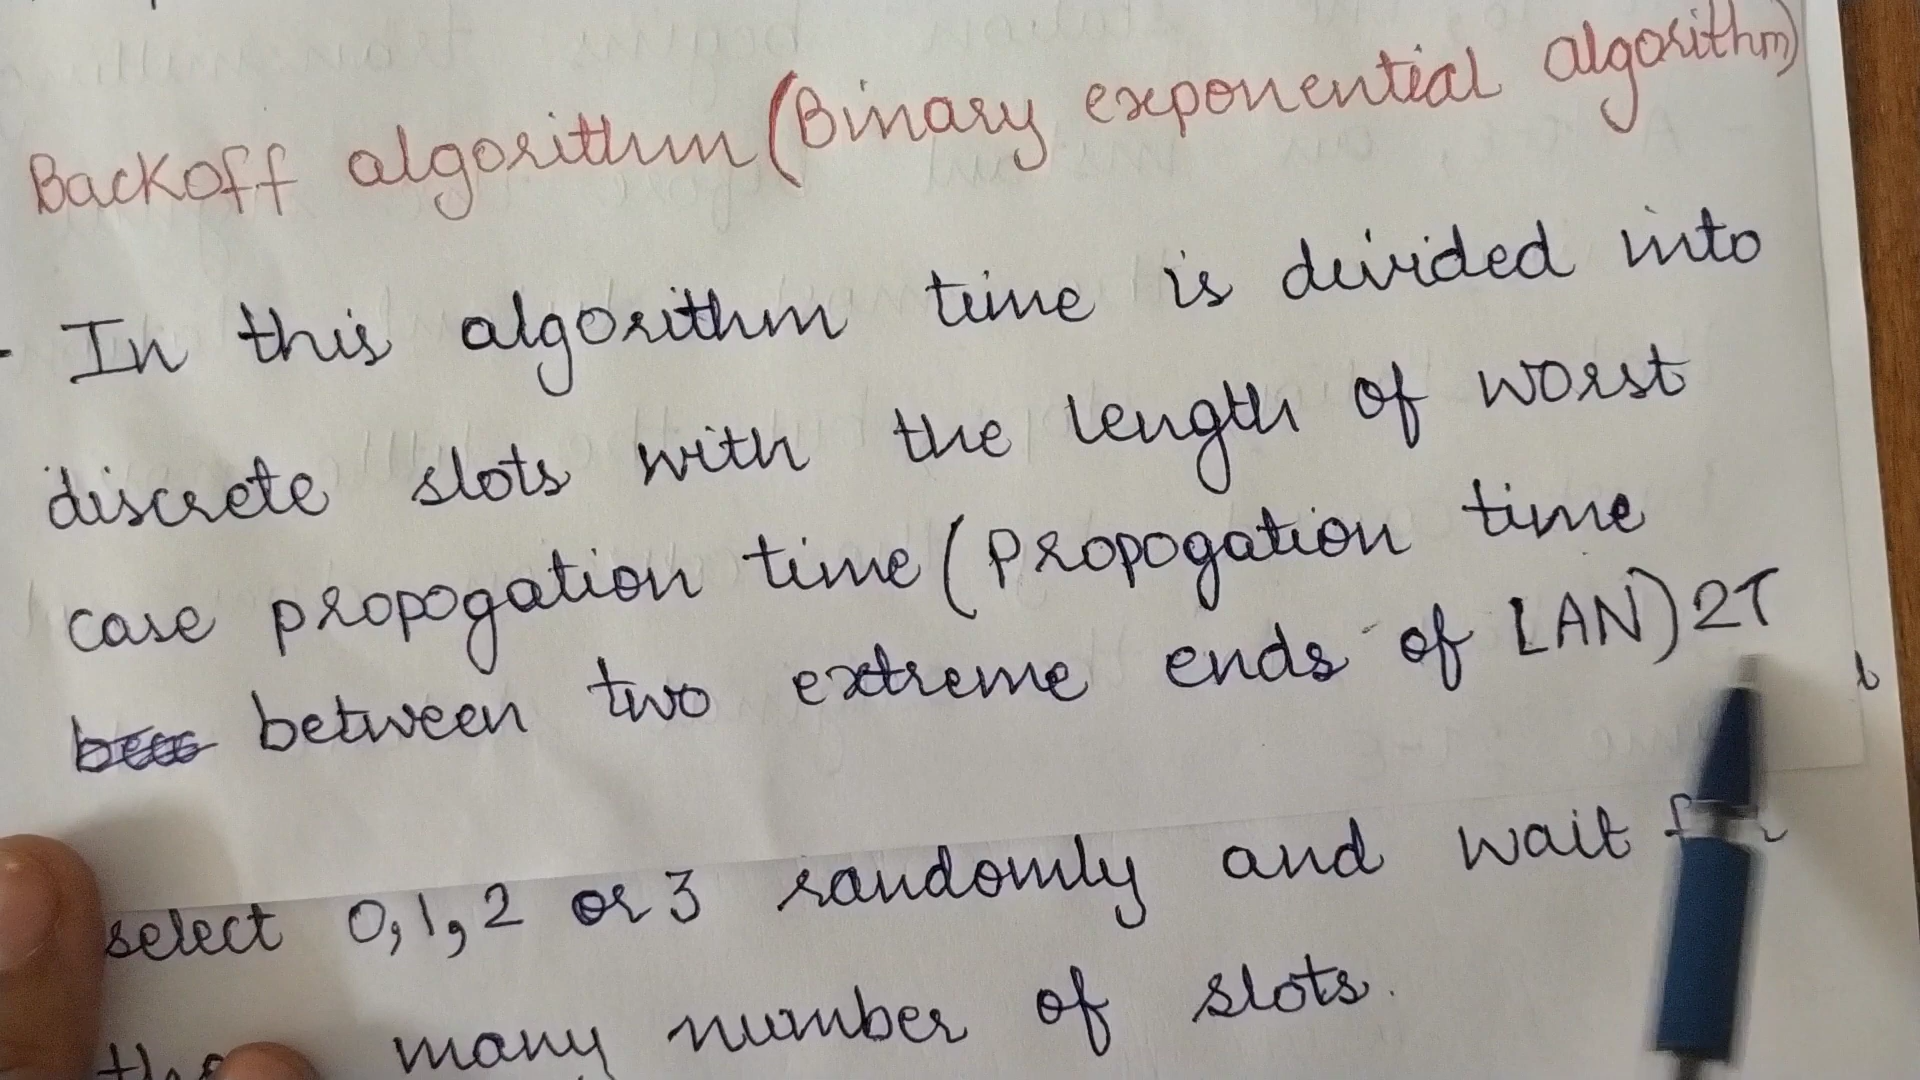 Backoff algorithm (Binary exponential algorithm)
- In this algorithm time is divided into
discrete slots with the length of worst
case propogation time (propogation time
between two extreme ends of LAN) 2T
select 0, 1, 2 or 3 randomly and wait
many number of slots.